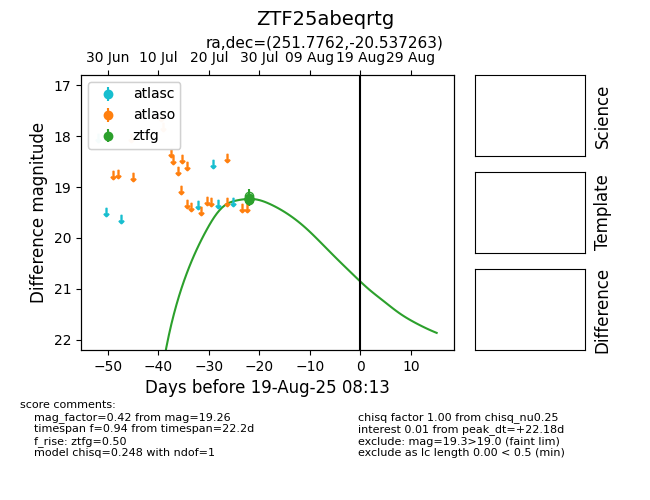 ZTF25abeqrtg
ra,dec=(251.7762,-20.537263)
30 Jun 10 Jul 20 Jul 30 Jul 09 Aug 19 Aug 29 Aug
atlasc
atlaso
ztfg
17
18
19
20
21
22
Difference magnitude
−50 −40 −30 −20 −10 0 10
Days before 19-Aug-25 08:13
Science
Template
Difference
score comments:
mag_factor=0.42 from mag=19.26
timespan f=0.94 from timespan=22.2d
f_rise: ztfg=0.50
model chisq=0.248 with ndof=1
chisq factor 1.00 from chisq_nu0.25
interest 0.01 from peak_dt=+22.18d
exclude: mag=19.3>19.0 (faint lim)
exclude as lc length 0.00 < 0.5 (min)